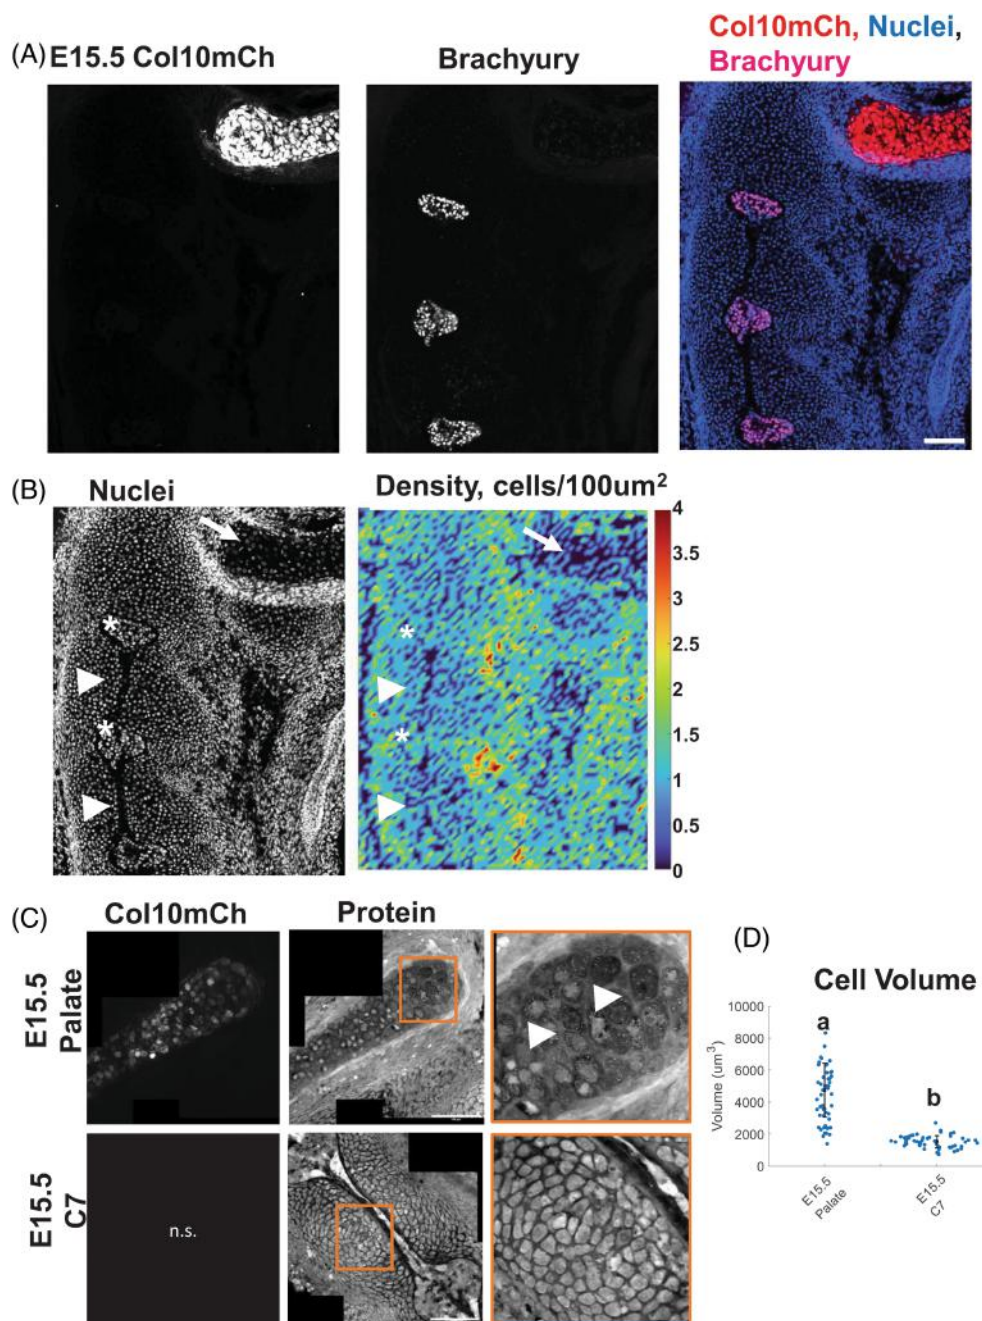 (A) E15.5 Col10mCh
Brachyury
Col10mCh, Nuclei,
Brachyury
(B) Nuclei
Density, cells/100um²
*
*
*
*
4
3.5
3
2.5
2
1.5
1
0.5
0
(C)
Col10mCh
Protein
E15.5
Palate
E15.5
C7
n.s.
(D)
Cell Volume
a
b
Volume (um³)
10000
8000
6000
4000
2000
0
E15.5
Palate
E15.5
C7